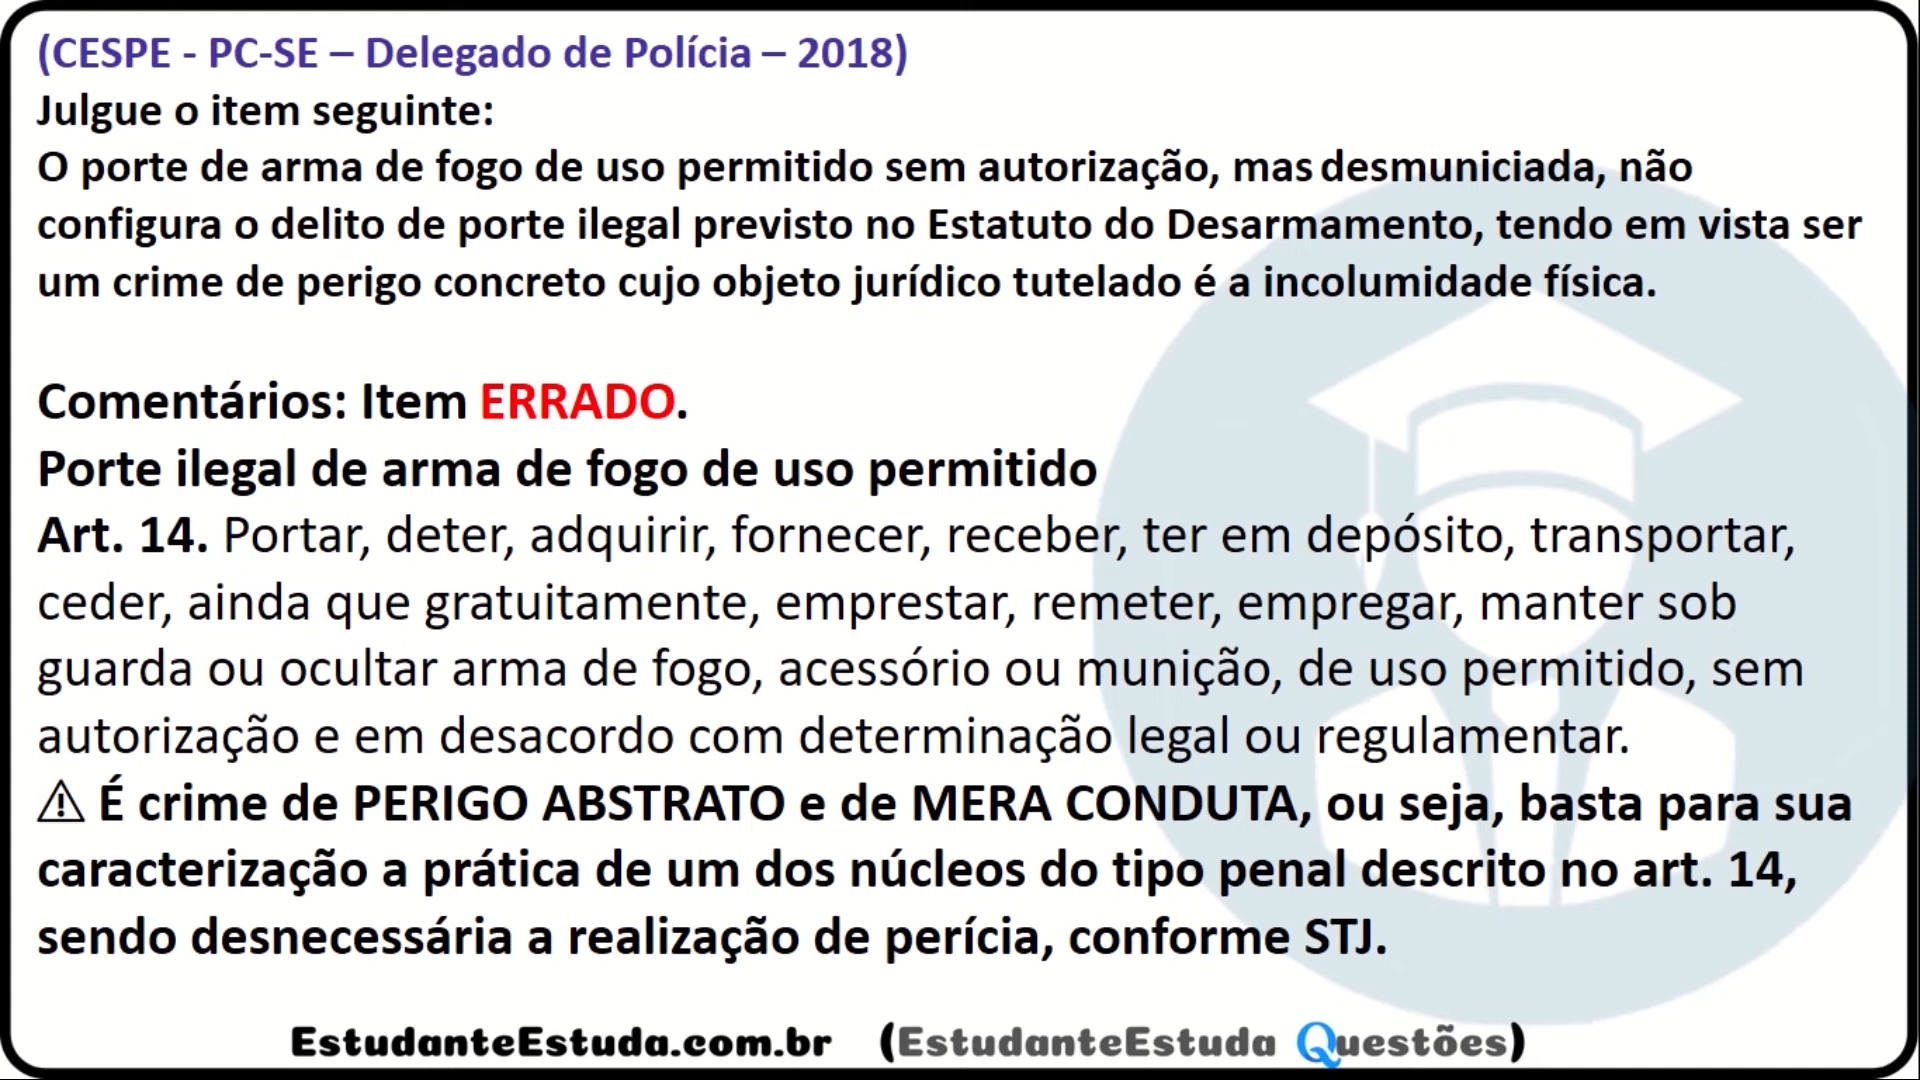 (CESPE - PC-SE – Delegado de Polícia – 2018)
Julgue o item seguinte:
O porte de arma de fogo de uso permitido sem autorização, mas desmuniciada, não
configura o delito de porte ilegal previsto no Estatuto do Desarmamento, tendo em vista ser
um crime de perigo concreto cujo objeto jurídico tutelado é a incolumidade física.
Comentários: Item ERRADO.
Porte ilegal de arma de fogo de uso permitido
Art. 14. Portar, deter, adquirir, fornecer, receber, ter em depósito, transportar,
ceder, ainda que gratuitamente, emprestar, remeter, empregar, manter sob
guarda ou ocultar arma de fogo, acessório ou munição, de uso permitido, sem
autorização e em desacordo com determinação legal ou regulamentar.
⚠ É crime de PERIGO ABSTRATO e de MERA CONDUTA, ou seja, basta para sua
caracterização a prática de um dos núcleos do tipo penal descrito no art. 14,
sendo desnecessária a realização de perícia, conforme STJ.
EstudanteEstuda.com.br (EstudanteEstuda Questões)